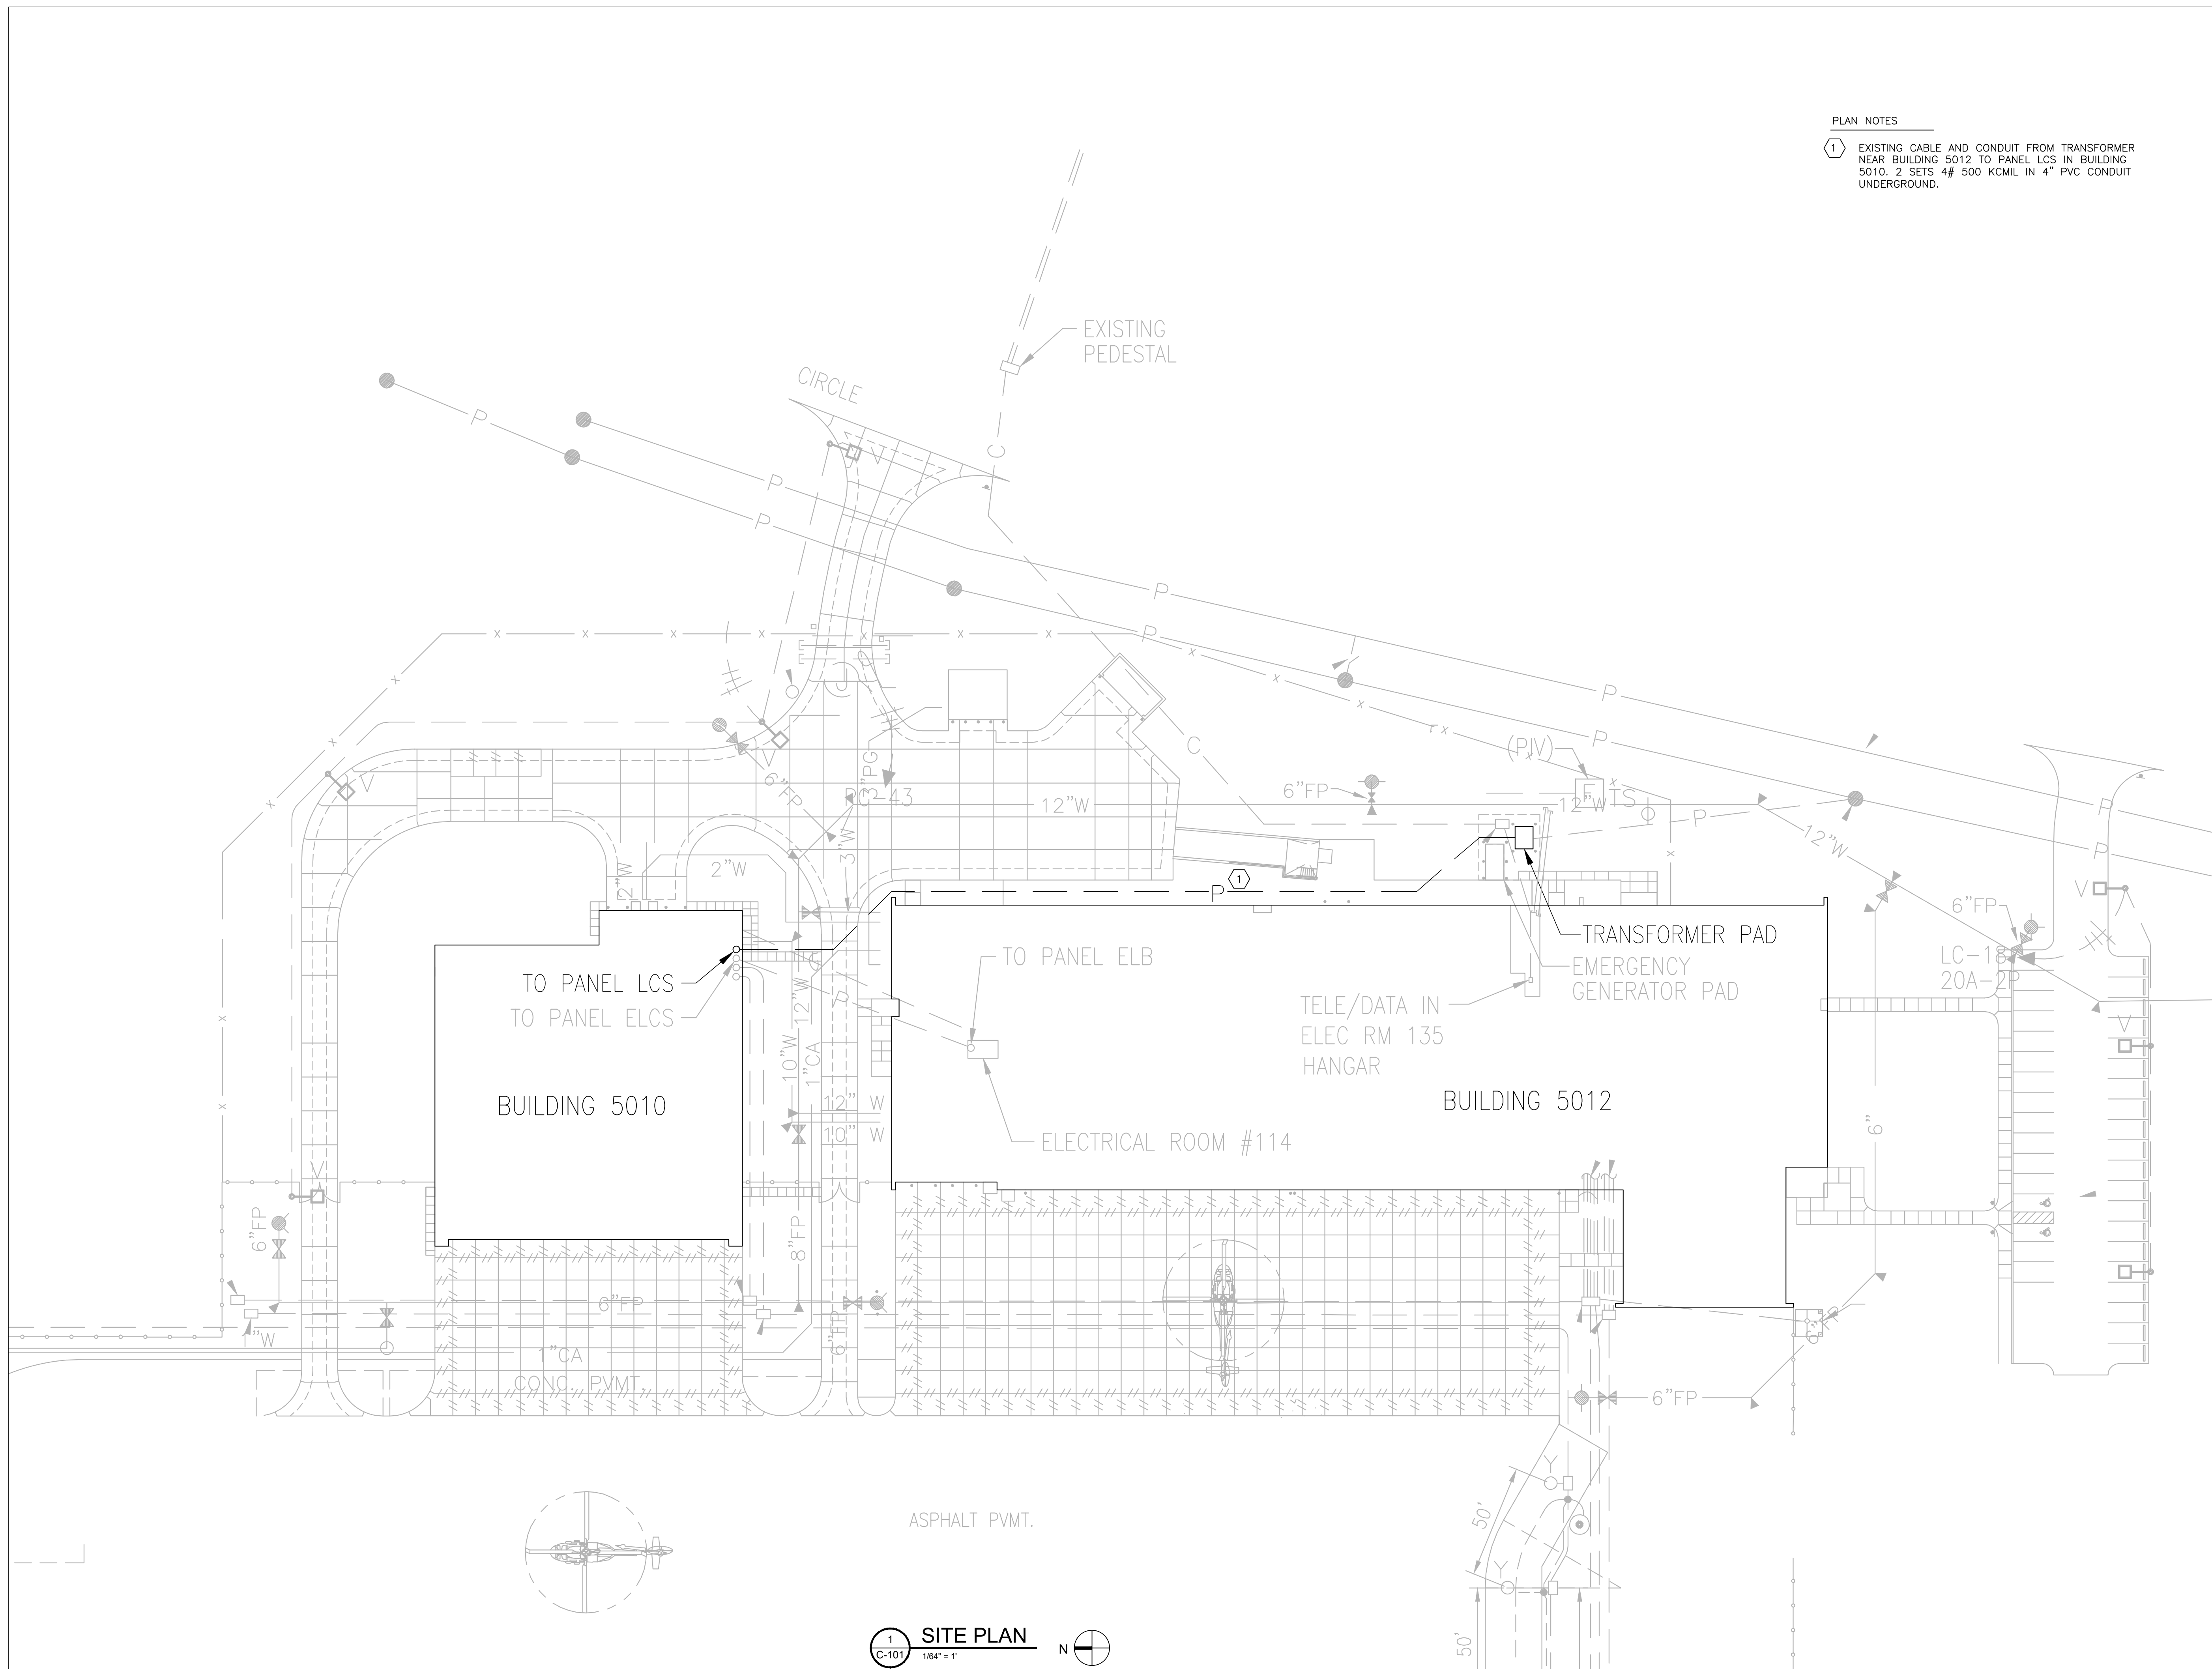 PLAN NOTES
1
EXISTING CABLE AND CONDUIT FROM TRANSFORMER
NEAR BUILDING 5012 TO PANEL LCS IN BUILDING
5010. 2 SETS 4# 500 KCMIL IN 4" PVC CONDUIT
UNDERGROUND.
EXISTING
PEDESTAL
CIRCLE
C
P
P
P
P
P
P
P
P
P
P
P
C
(PIV)
TS
6"FP
12"W
12"W
12"W
6"FP
3"PG
PC-43
3"W
2"W
2"W
P
1
6"FP
LC-18
20A-2P
TRANSFORMER PAD
EMERGENCY
GENERATOR PAD
TO PANEL ELB
TO PANEL LCS
TO PANEL ELCS
TELE/DATA IN
ELEC RM 135
HANGAR
12"W
10"W
1"CA
P
BUILDING 5010
BUILDING 5012
12" W
10" W
ELECTRICAL ROOM #114
6"
6"FP
8"FP
6"FP
6"FP
1"CA
CONC. PVMT.
6"FP
50'
50'
ASPHALT PVMT.
1
C-101
SITE PLAN
1/64" = 1'
N